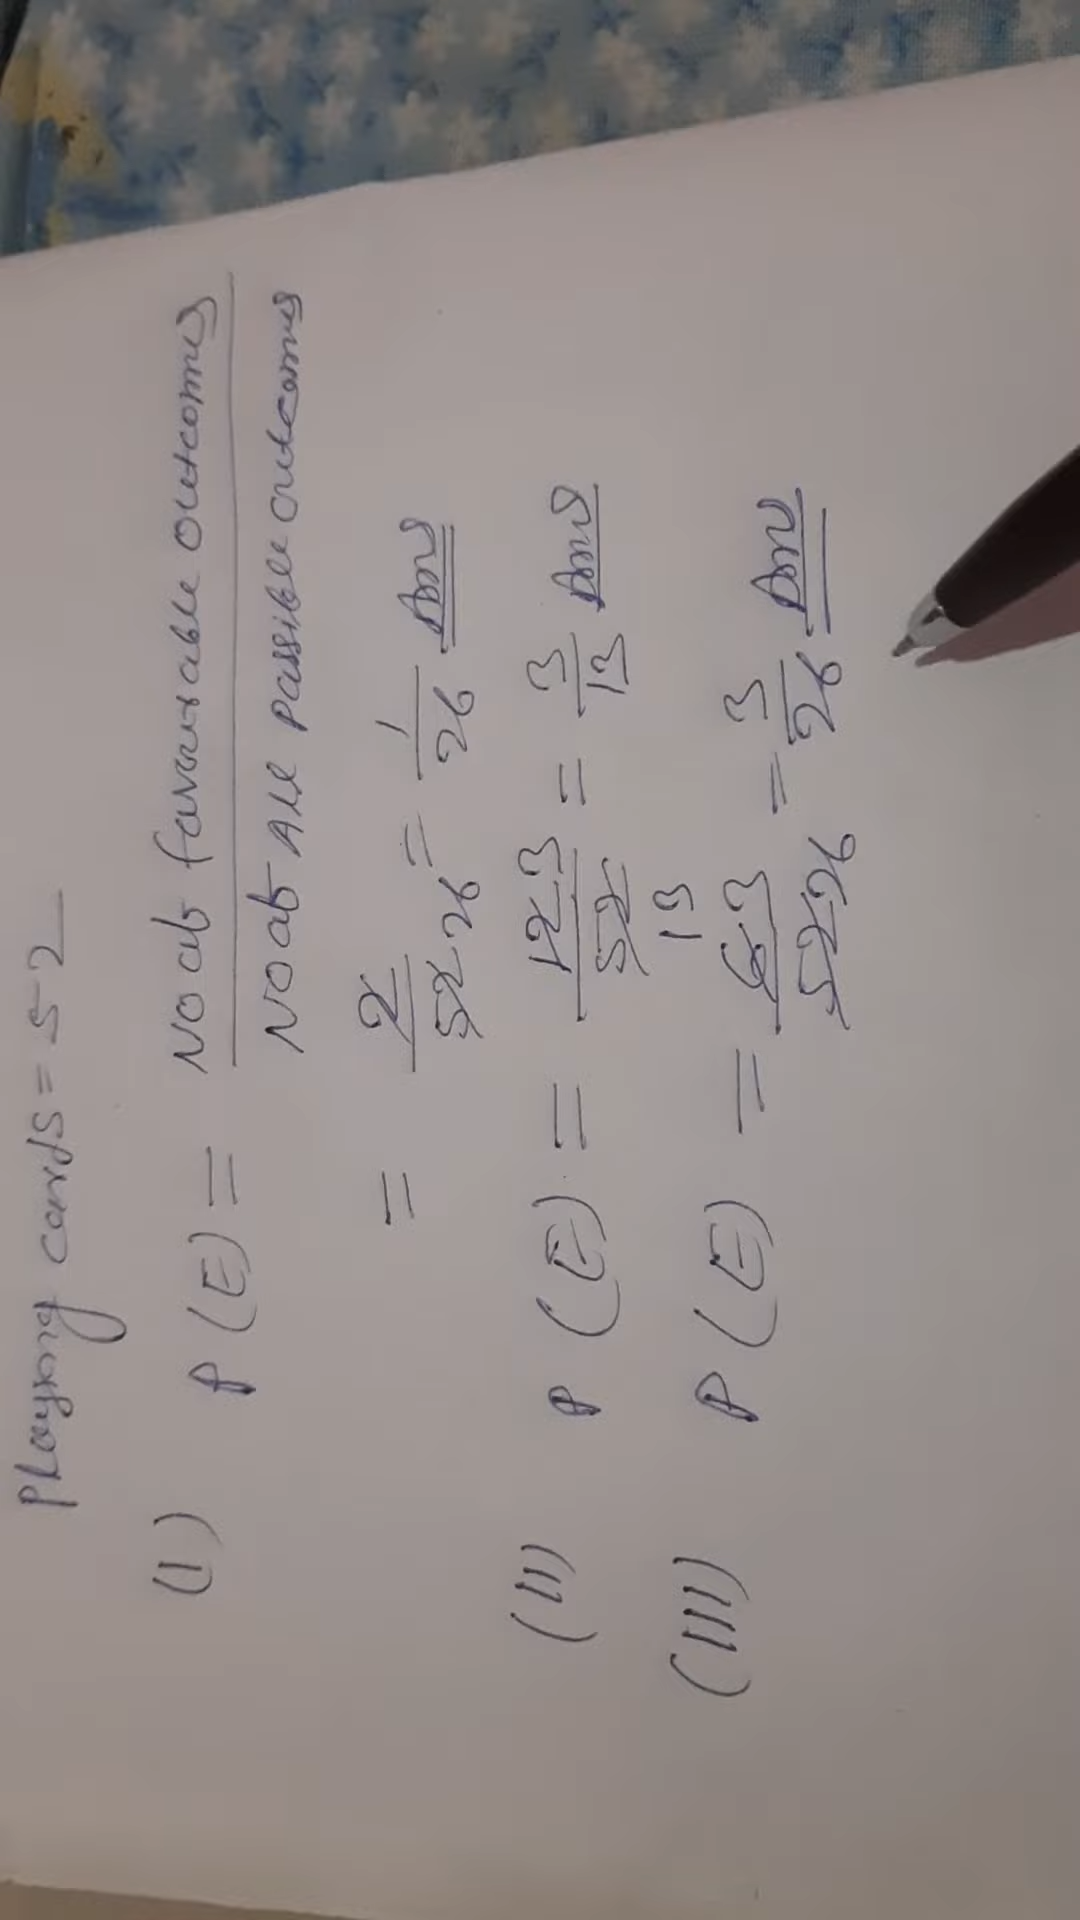 Playing cards = 52
(I) P(E) = No of favourable outcomes / No of All possible outcomes
= 2/52 26 = 1/26 Ans
(II) P(E) = 12 3/52 13 = 3/13 Ans
(III) P(E) = 6 3/52 26 = 3/26 Ans